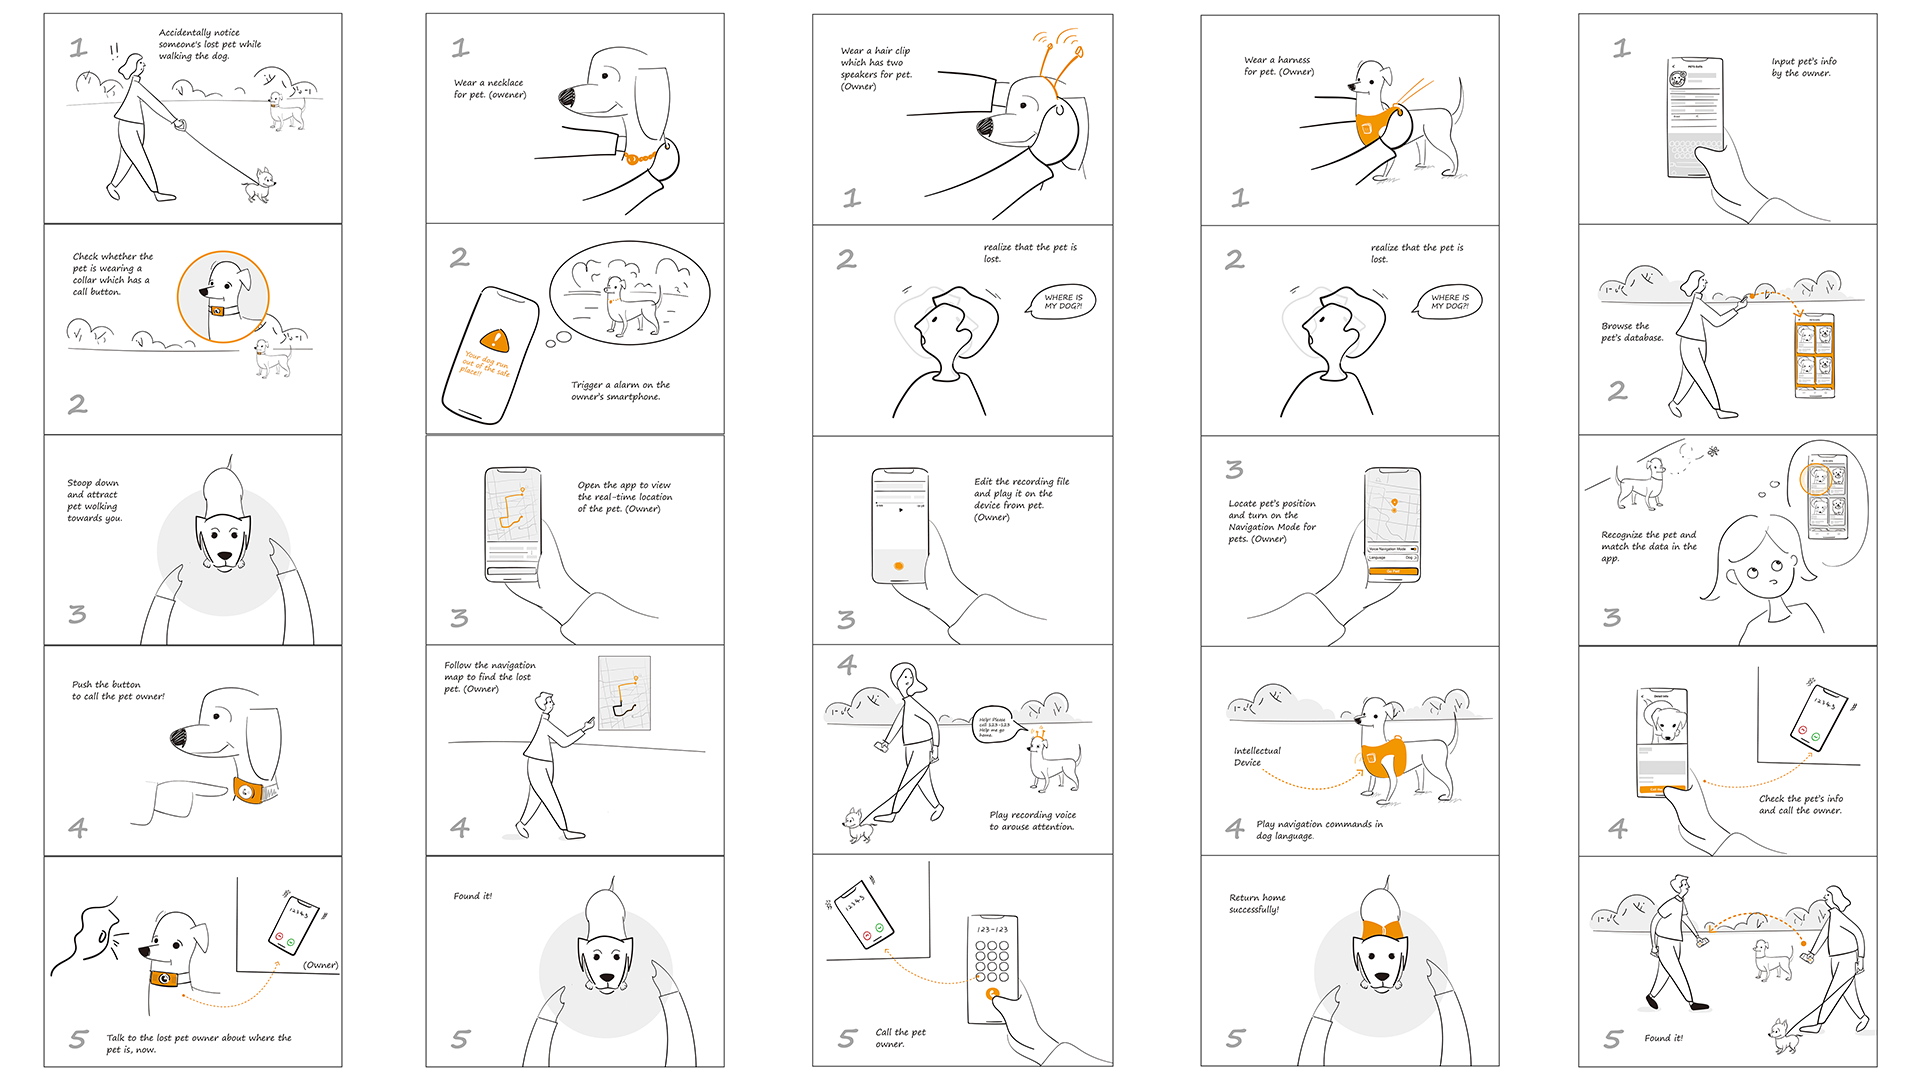 1
Accidentally notice
someone's lost pet while
walking the dog.
!!
Check whether the
pet is wearing a
collar which has a
call button.
2
Stoop down
and attract
pet wolking
towards you.
3
Push the button
to call the pet owner!
4
12345
(Owner)
5
Talk to the lost pet owner about where the
pet is, now.
1
Wear a necklace
for pet. (owener)
2
!
Your dog run
out of the safe
place!!
Trigger a alarm on the
owner's smartphone.
Open the app to view
the real-time location
of the pet. (Owner)
3
Follow the navigation
map to find the lost
pet. (Owner)
4
Found it!
5
Wear a hair clip
which has two
speakers for pet.
(Owner)
1
2
realize that the pet is
lost.
WHERE IS
MY DOG?!
Edit the recording file
and play it on the
device from pet.
(Owner)
3
4
Help! Please
call 123-123
Help me go
home.
Play recording voice
to arouse attention.
12345
123-123
5
Call the pet
owner.
Wear a harness
for pet. (Owner)
1
2
realize that the pet is
lost.
WHERE IS
MY DOG?!
3
Locate pet's position
and turn on the
Navigation Mode for
pets. (Owner)
Voice Navigation Mode
Language
Dog
Intellectual
Device
4
Play navigation commands in
dog language.
Return home
successfully!
5
1
Input pet's info
by the owner.
Browse the
pet's database.
2
Recognize the pet and
match the data in the
app.
3
12345
Check the pet's info
and call the owner.
4
5
Found it!